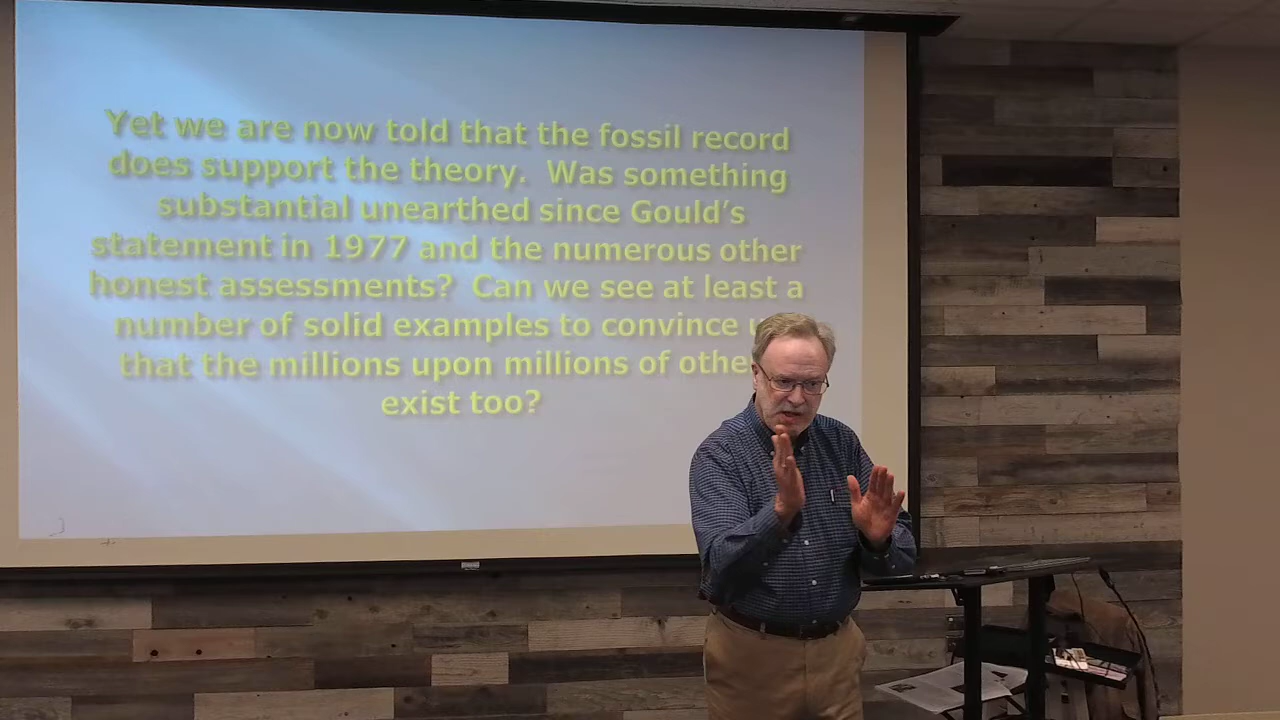 Yet we are now told that the fossil record
does support the theory.  Was something
substantial unearthed since Gould's
statement in 1977 and the numerous other
honest assessments?  Can we see at least a
number of solid examples to convince
that the millions upon millions of
exist too?